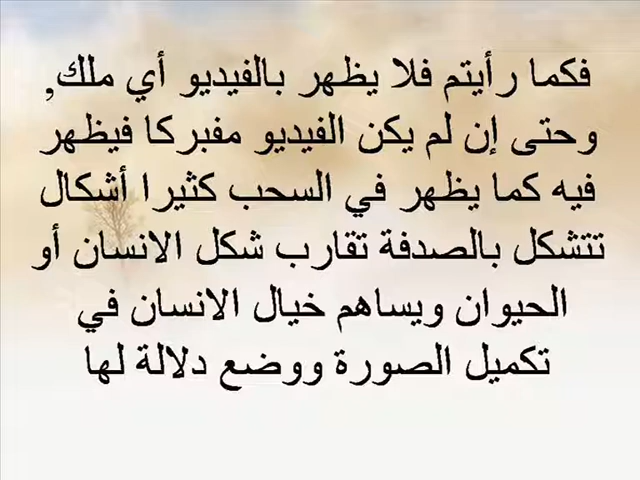 فكما رأيتم فلا يظهر بالفيديو أي ملك,
وحتى إن لم يكن الفيديو مفبركا فيظهر
فيه كما يظهر في السحب كثيرا أشكال
تتشكل بالصدفة تقارب شكل الانسان أو
الحيوان ويساهم خيال الانسان في
تكميل الصورة ووضع دلالة لها